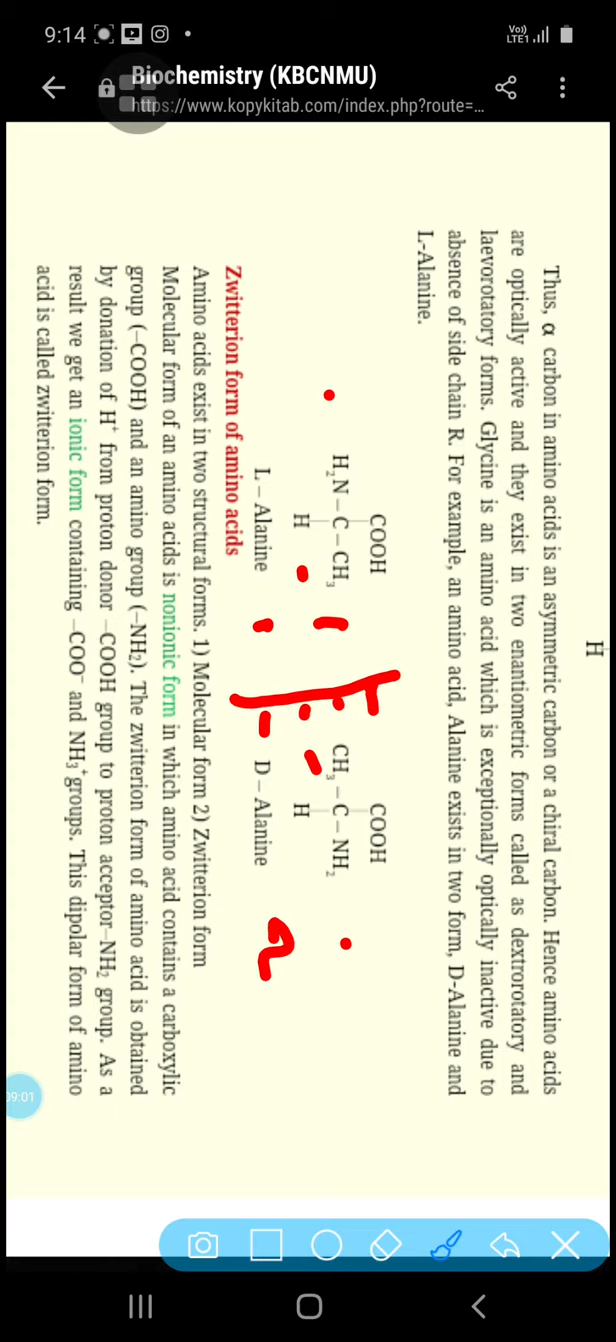 9:14
Vo))
LTE1
Biochemistry (KBCNMU)
https://www.kopykitab.com/index.php?route=...
H
Thus, α carbon in amino acids is an asymmetric carbon or a chiral carbon. Hence amino acids
are optically active and they exist in two enantiometric forms called as dextrorotatory and
laevorotatory forms. Glycine is an amino acid which is exceptionally optically inactive due to
absence of side chain R. For example, an amino acid, Alanine exists in two form, D-Alanine and
L-Alanine.
COOH COOH
H₂N – C – CH₃ CH₃ – C – NH₂
H H
L – Alanine D – Alanine
Zwitterion form of amino acids
Amino acids exist in two structural forms. 1) Molecular form 2) Zwitterion form
Molecular form of an amino acids is nonionic form in which amino acid contains a carboxylic
group (–COOH) and an amino group (–NH₂). The zwitterion form of amino acid is obtained
by donation of H⁺ from proton donor –COOH group to proton acceptor–NH₂ group. As a
result we get an ionic form containing –COO⁻ and NH₃⁺groups. This dipolar form of amino
acid is called zwitterion form.
09:01